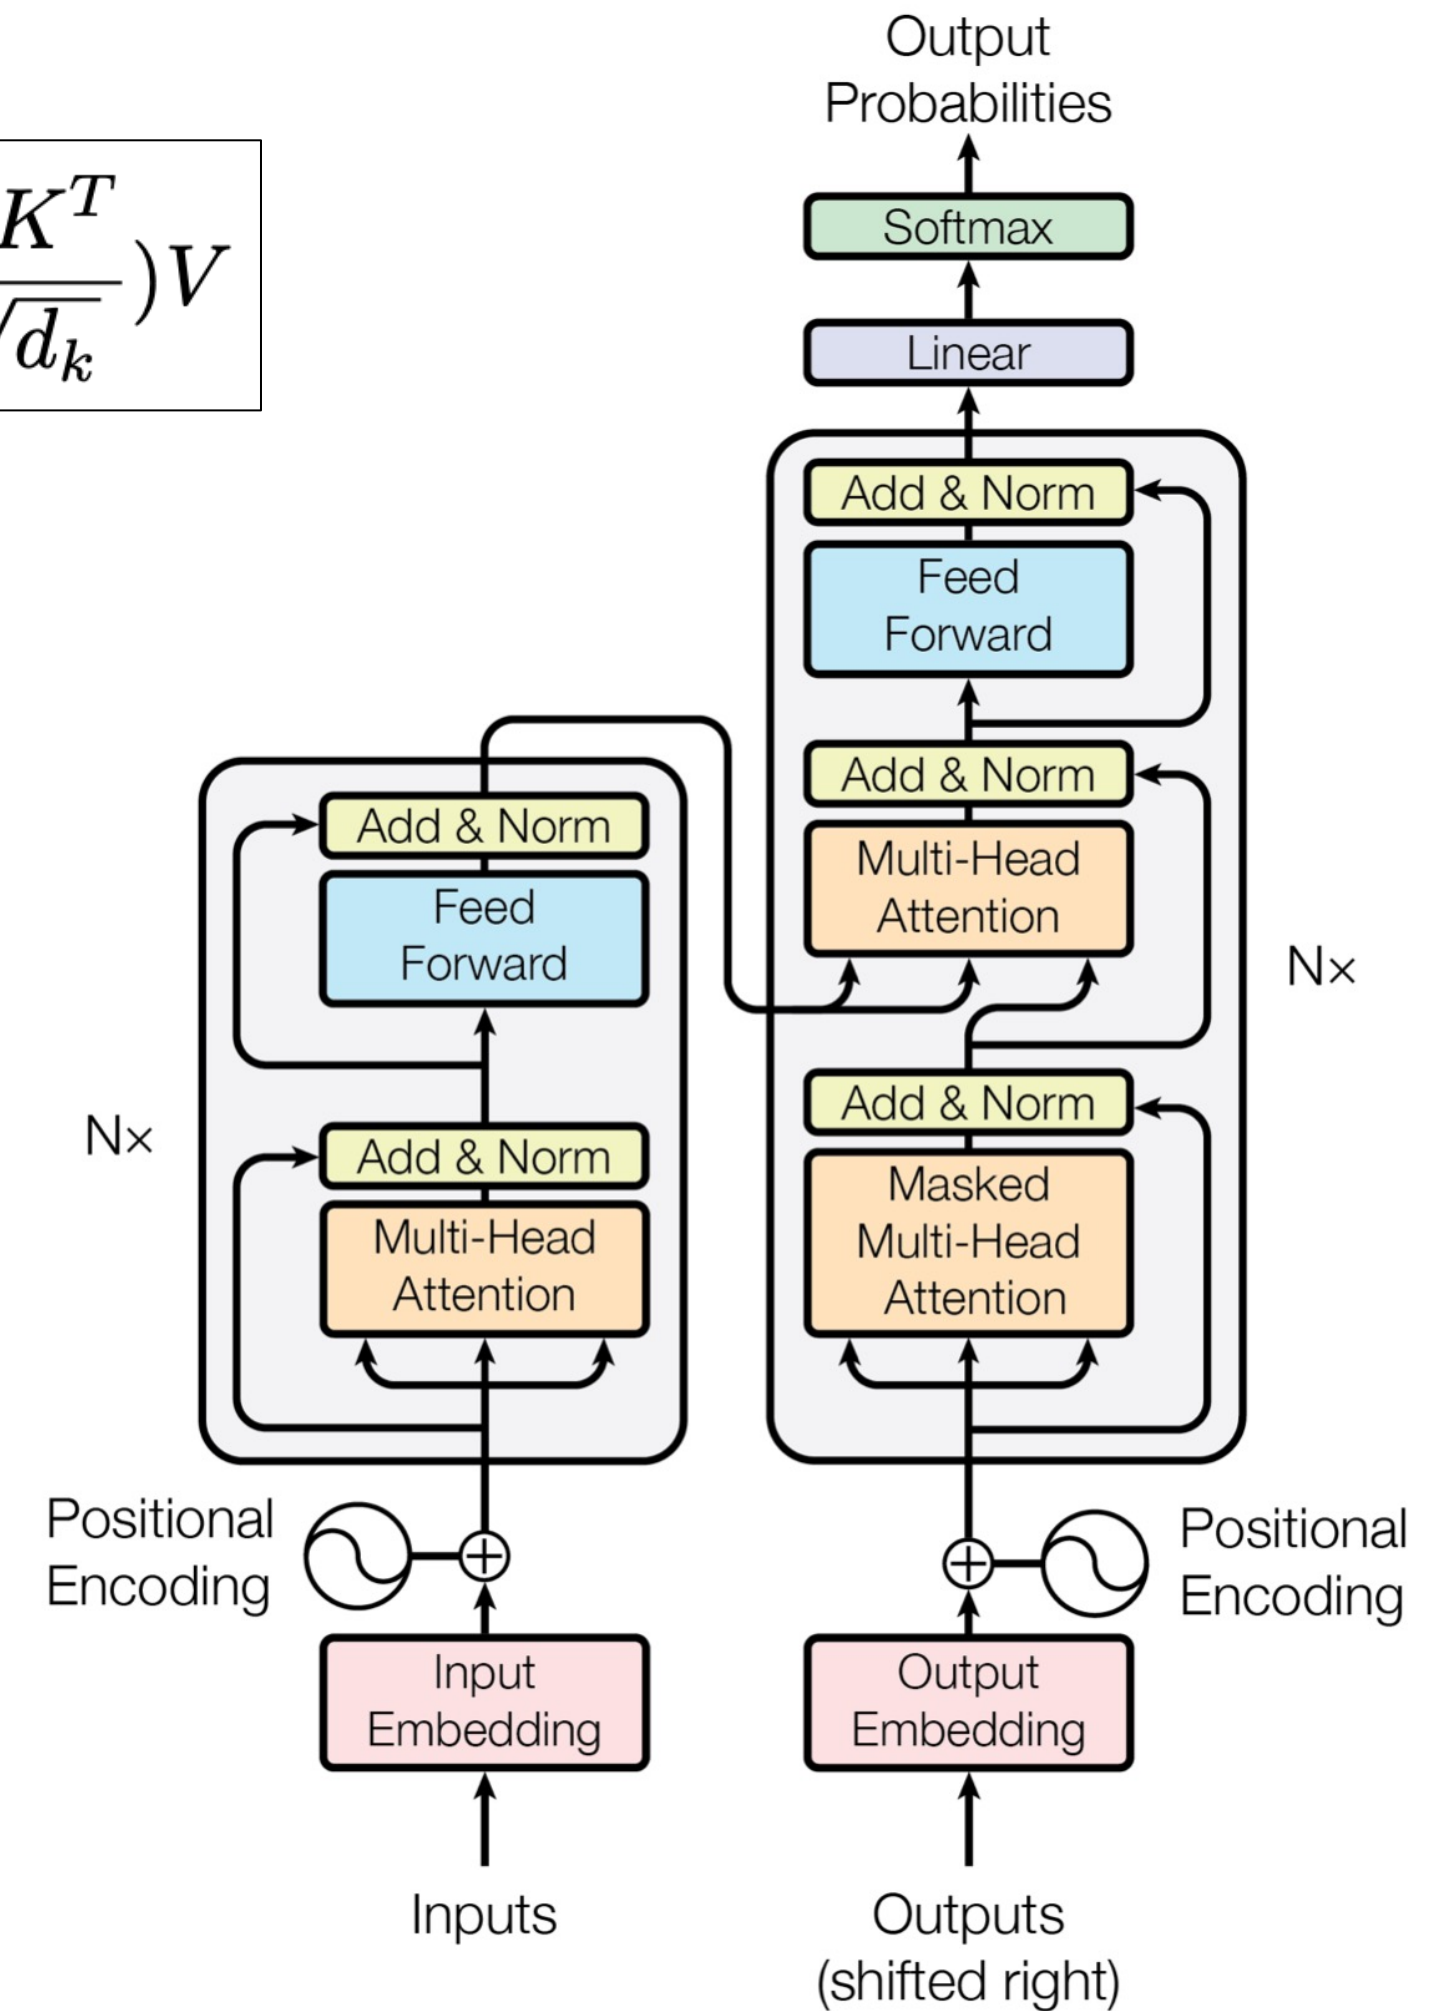 Output
Probabilities
Softmax
Linear
Add & Norm
Feed
Forward
Add & Norm
Multi-Head
Attention
Nx
Add & Norm
Masked
Multi-Head
Attention
Positional
Encoding
Output
Embedding
Outputs
(shifted right)
K^T
√d_k
)V
Add & Norm
Feed
Forward
Nx
Add & Norm
Multi-Head
Attention
Positional
Encoding
Input
Embedding
Inputs